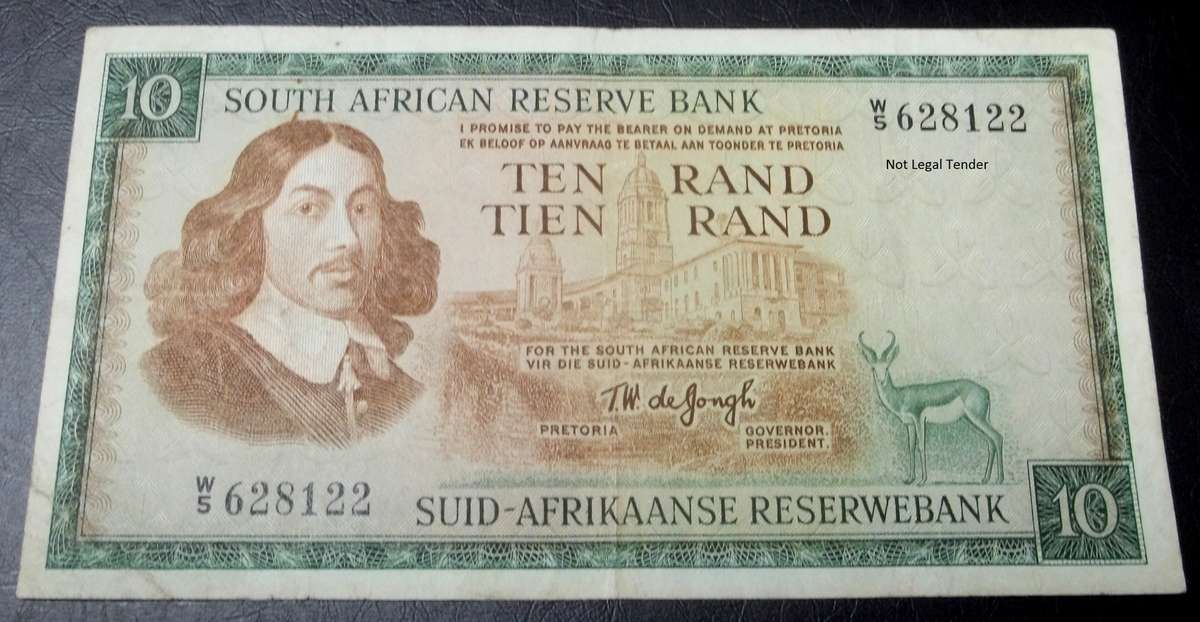 10 SOUTH AFRICAN RESERVE BANK
W/5 628122
I PROMISE TO PAY THE BEARER ON DEMAND AT PRETORIA
EK BELOOF OP AANVRAAG TE BETAAL AAN TOONDER TE PRETORIA
Not Legal Tender
TEN RAND
TIEN RAND
FOR THE SOUTH AFRICAN RESERVE BANK
VIR DIE SUID-AFRIKAANSE RESERWEBANK
T.W. de Jongh
PRETORIA
GOVERNOR.
PRESIDENT.
W/5 628122
SUID-AFRIKAANSE RESERWEBANK
10